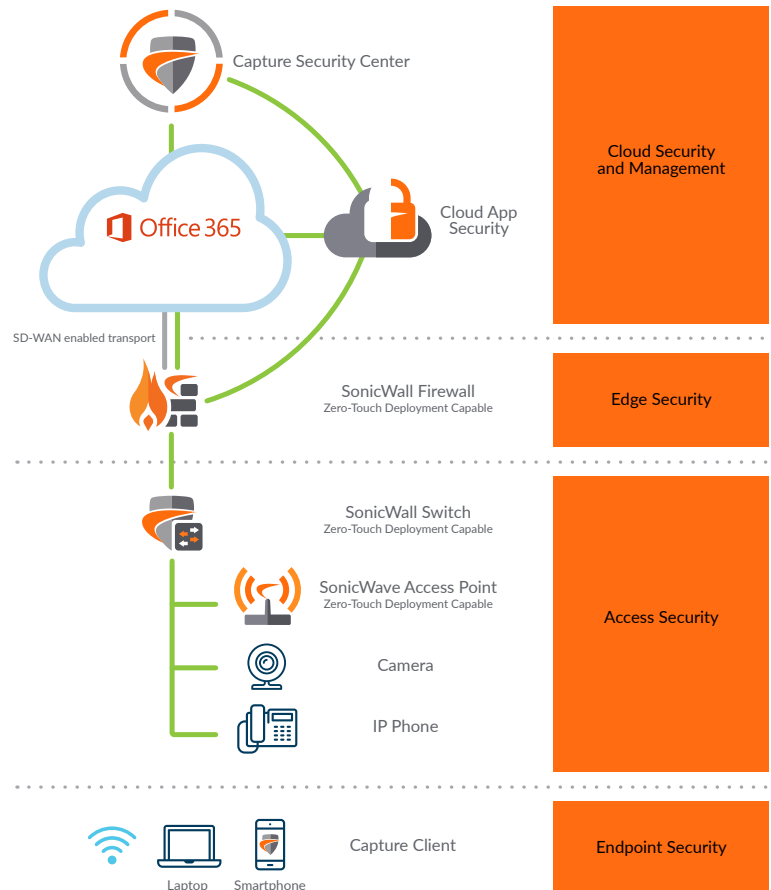 Capture Security Center
Cloud Security
and Management
Office 365
Cloud App
Security
SD-WAN enabled transport
SonicWall Firewall
Zero-Touch Deployment Capable
Edge Security
SonicWall Switch
Zero-Touch Deployment Capable
SonicWave Access Point
Zero-Touch Deployment Capable
Access Security
Camera
IP Phone
Capture Client
Endpoint Security
Laptop
Smartphone